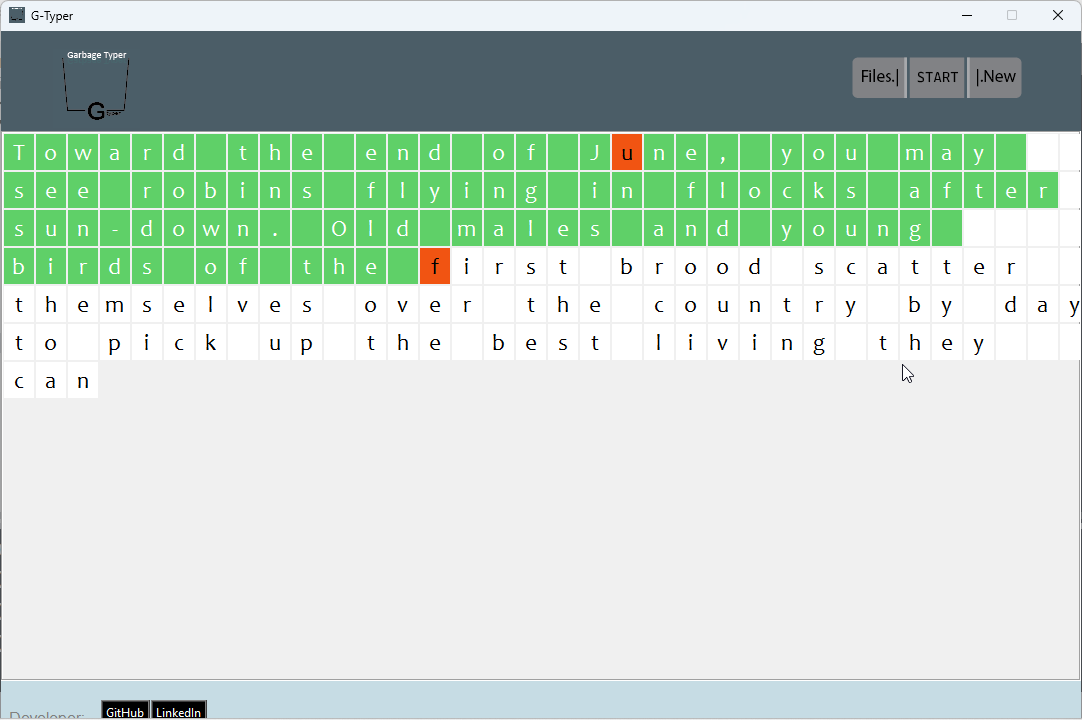 G-Typer
Garbage Typer
G
Files.| START |.New
Toward the end of June, you may
see robins flying in flocks after
sun-down. Old males and young
birds of the first brood scatter
themselves over the country by day
to pick up the best living they
can
Developer: GitHub LinkedIn